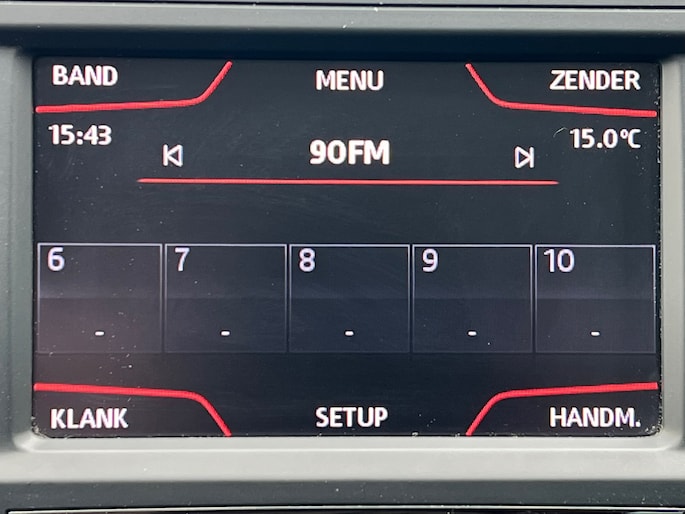 BAND MENU ZENDER
15:43 90FM 15.0°C
6 7 8 9 10
- - - - -
KLANK SETUP HANDM.